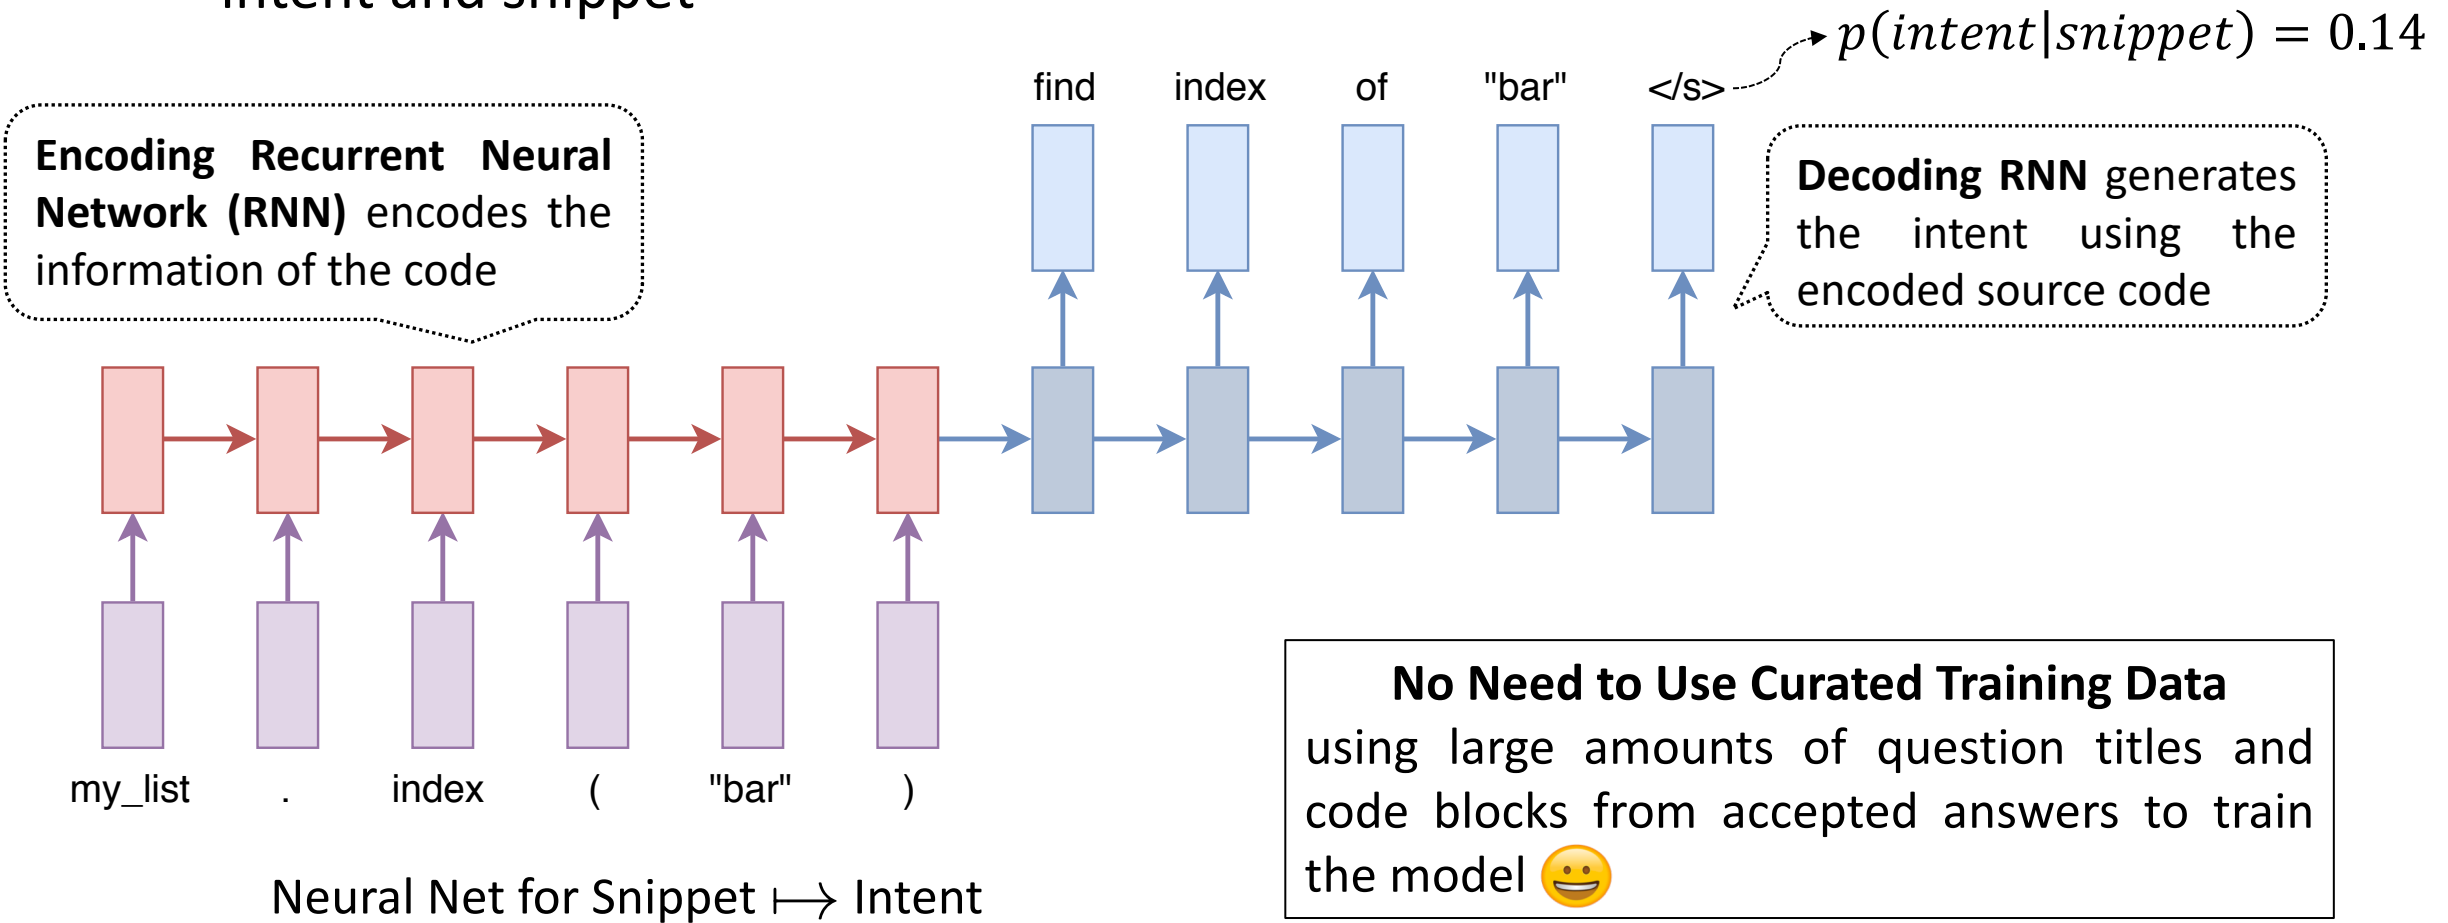 intent and snippet
p(intent|snippet) = 0.14
find index of "bar" </s>
Encoding Recurrent Neural
Network (RNN) encodes the
information of the code
Decoding RNN generates
the intent using the
encoded source code
my_list . index ( "bar" )
Neural Net for Snippet ⟼ Intent
No Need to Use Curated Training Data
using large amounts of question titles and
code blocks from accepted answers to train
the model 😀